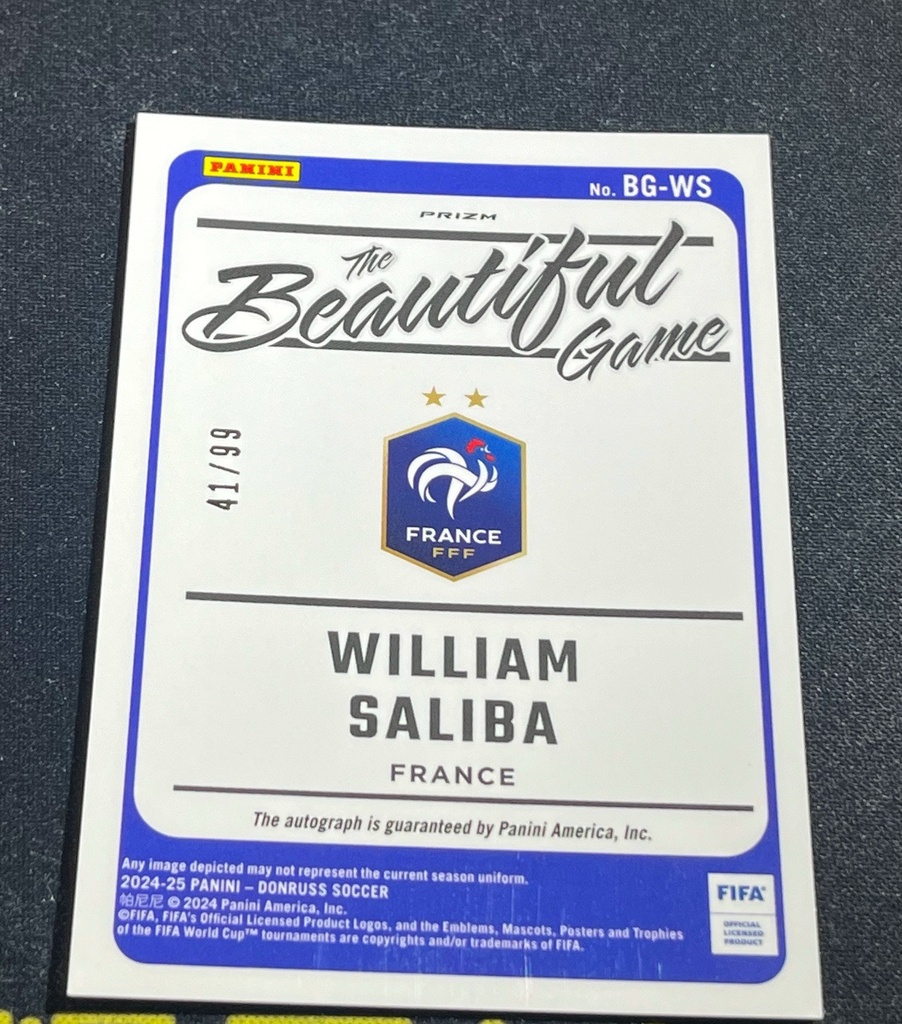 PANINI
No. BG-WS
PRIZM
The
Beautiful
Game
41/99
FRANCE
FFF
WILLIAM
SALIBA
FRANCE
The autograph is guaranteed by Panini America, Inc.
Any image depicted may not represent the current season uniform.
2024-25 PANINI – DONRUSS SOCCER
帕尼尼 © 2024 Panini America, Inc.
©FIFA, FIFA's Official Licensed Product Logos, and the Emblems, Mascots, Posters and Trophies
of the FIFA World Cup™ tournaments are copyrights and/or trademarks of FIFA.
FIFA®
OFFICIAL
LICENSED
PRODUCT